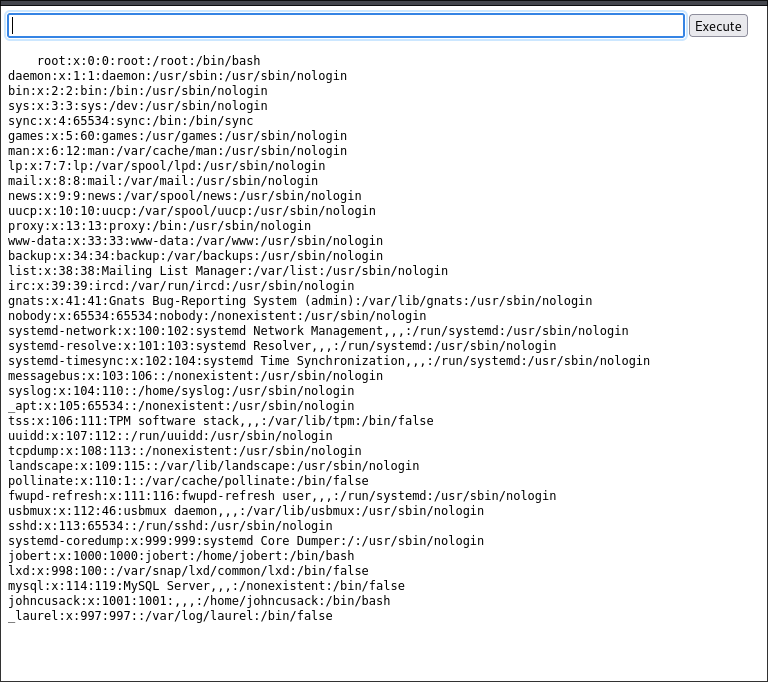 Execute
root:x:0:0:root:/root:/bin/bash
daemon:x:1:1:daemon:/usr/sbin:/usr/sbin/nologin
bin:x:2:2:bin:/bin:/usr/sbin/nologin
sys:x:3:3:sys:/dev:/usr/sbin/nologin
sync:x:4:65534:sync:/bin:/bin/sync
games:x:5:60:games:/usr/games:/usr/sbin/nologin
man:x:6:12:man:/var/cache/man:/usr/sbin/nologin
lp:x:7:7:lp:/var/spool/lpd:/usr/sbin/nologin
mail:x:8:8:mail:/var/mail:/usr/sbin/nologin
news:x:9:9:news:/var/spool/news:/usr/sbin/nologin
uucp:x:10:10:uucp:/var/spool/uucp:/usr/sbin/nologin
proxy:x:13:13:proxy:/bin:/usr/sbin/nologin
www-data:x:33:33:www-data:/var/www:/usr/sbin/nologin
backup:x:34:34:backup:/var/backups:/usr/sbin/nologin
list:x:38:38:Mailing List Manager:/var/list:/usr/sbin/nologin
irc:x:39:39:ircd:/var/run/ircd:/usr/sbin/nologin
gnats:x:41:41:Gnats Bug-Reporting System (admin):/var/lib/gnats:/usr/sbin/nologin
nobody:x:65534:65534:nobody:/nonexistent:/usr/sbin/nologin
systemd-network:x:100:102:systemd Network Management,,,:/run/systemd:/usr/sbin/nologin
systemd-resolve:x:101:103:systemd Resolver,,,:/run/systemd:/usr/sbin/nologin
systemd-timesync:x:102:104:systemd Time Synchronization,,,:/run/systemd:/usr/sbin/nologin
messagebus:x:103:106::/nonexistent:/usr/sbin/nologin
syslog:x:104:110::/home/syslog:/usr/sbin/nologin
_apt:x:105:65534::/nonexistent:/usr/sbin/nologin
tss:x:106:111:TPM software stack,,,:/var/lib/tpm:/bin/false
uuidd:x:107:112::/run/uuidd:/usr/sbin/nologin
tcpdump:x:108:113::/nonexistent:/usr/sbin/nologin
landscape:x:109:115::/var/lib/landscape:/usr/sbin/nologin
pollinate:x:110:1::/var/cache/pollinate:/bin/false
fwupd-refresh:x:111:116:fwupd-refresh user,,,:/run/systemd:/usr/sbin/nologin
usbmux:x:112:46:usbmux daemon,,,:/var/lib/usbmux:/usr/sbin/nologin
sshd:x:113:65534::/run/sshd:/usr/sbin/nologin
systemd-coredump:x:999:999:systemd Core Dumper:/:/usr/sbin/nologin
jobert:x:1000:1000:jobert:/home/jobert:/bin/bash
lxd:x:998:100::/var/snap/lxd/common/lxd:/bin/false
mysql:x:114:119:MySQL Server,,,:/nonexistent:/bin/false
johncusack:x:1001:1001:,,,:/home/johncusack:/bin/bash
_laurel:x:997:997::/var/log/laurel:/bin/false